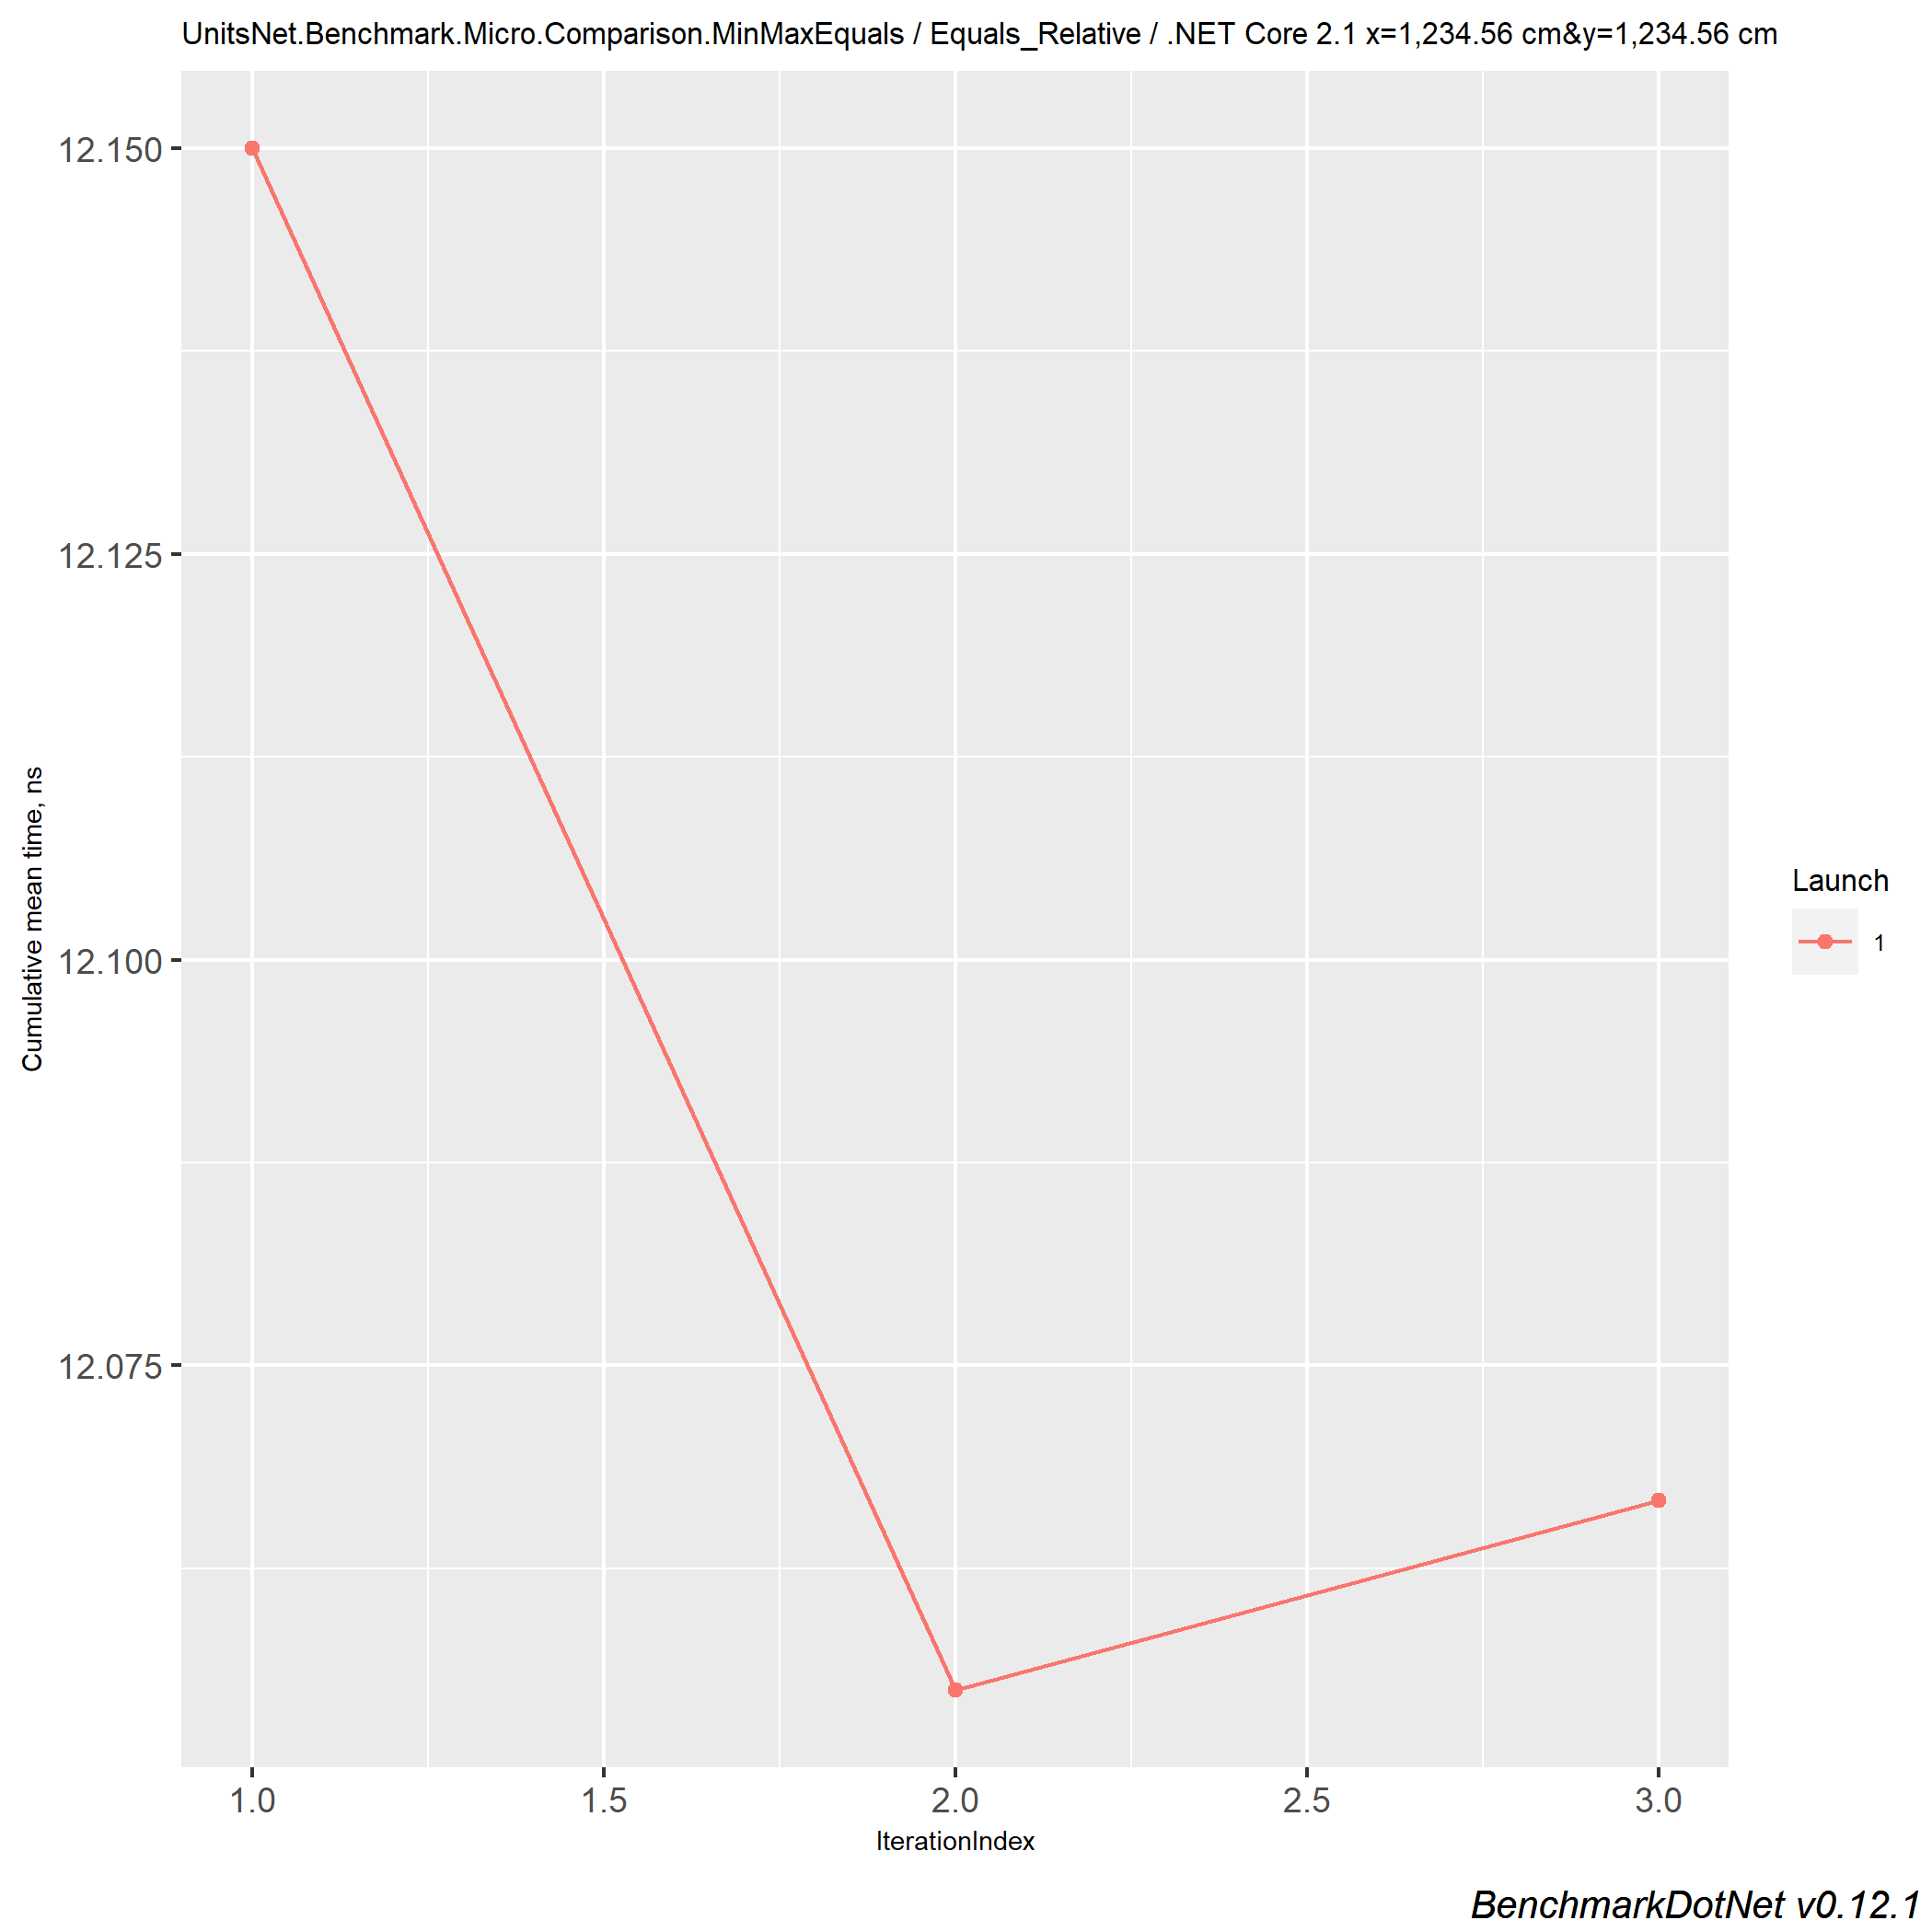 UnitsNet.Benchmark.Micro.Comparison.MinMaxEquals / Equals_Relative / .NET Core 2.1 x=1,234.56 cm&y=1,234.56 cm
12.150
12.125
12.100
12.075
Cumulative mean time, ns
1.0 1.5 2.0 2.5 3.0
IterationIndex
Launch
1
BenchmarkDotNet v0.12.1